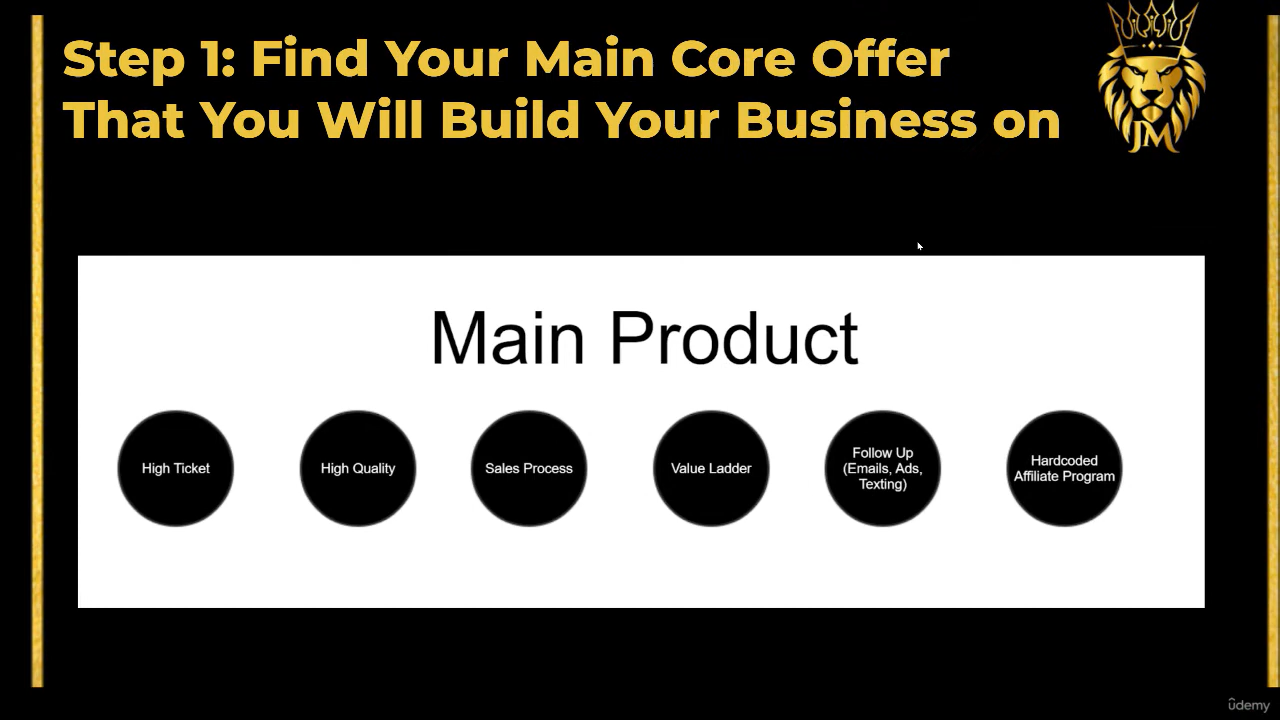 Step 1: Find Your Main Core Offer
That You Will Build Your Business on
JM
Main Product
High Ticket
High Quality
Sales Process
Value Ladder
Follow Up
(Emails, Ads,
Texting)
Hardcoded
Affiliate Program
ûdemy